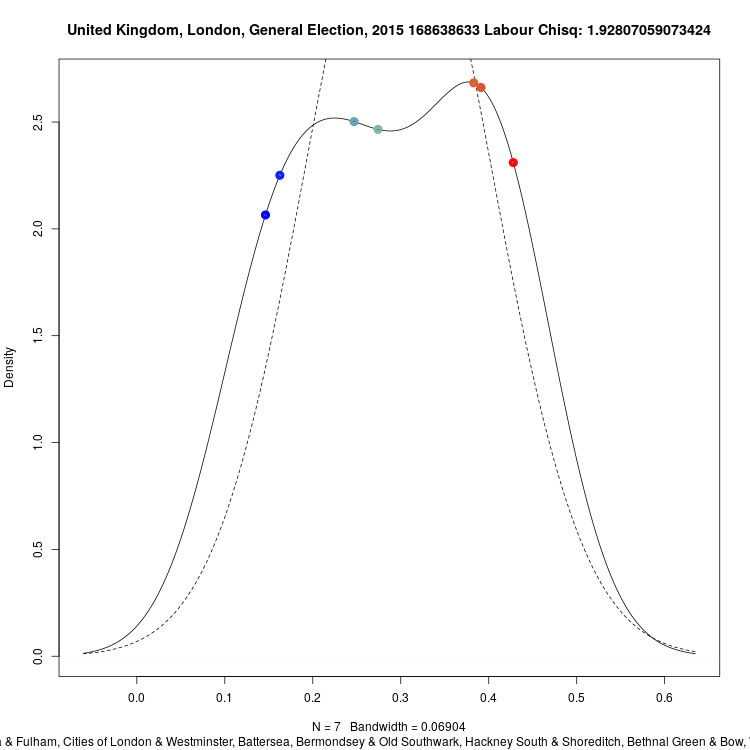 United Kingdom, London, General Election, 2015 168638633 Labour Chisq: 1.92807059073424
Density
2.5
2.0
1.5
1.0
0.5
0.0
0.0 0.1 0.2 0.3 0.4 0.5 0.6
N = 7 Bandwidth = 0.06904
& Fulham, Cities of London & Westminster, Battersea, Bermondsey & Old Southwark, Hackney South & Shoreditch, Bethnal Green & Bow,